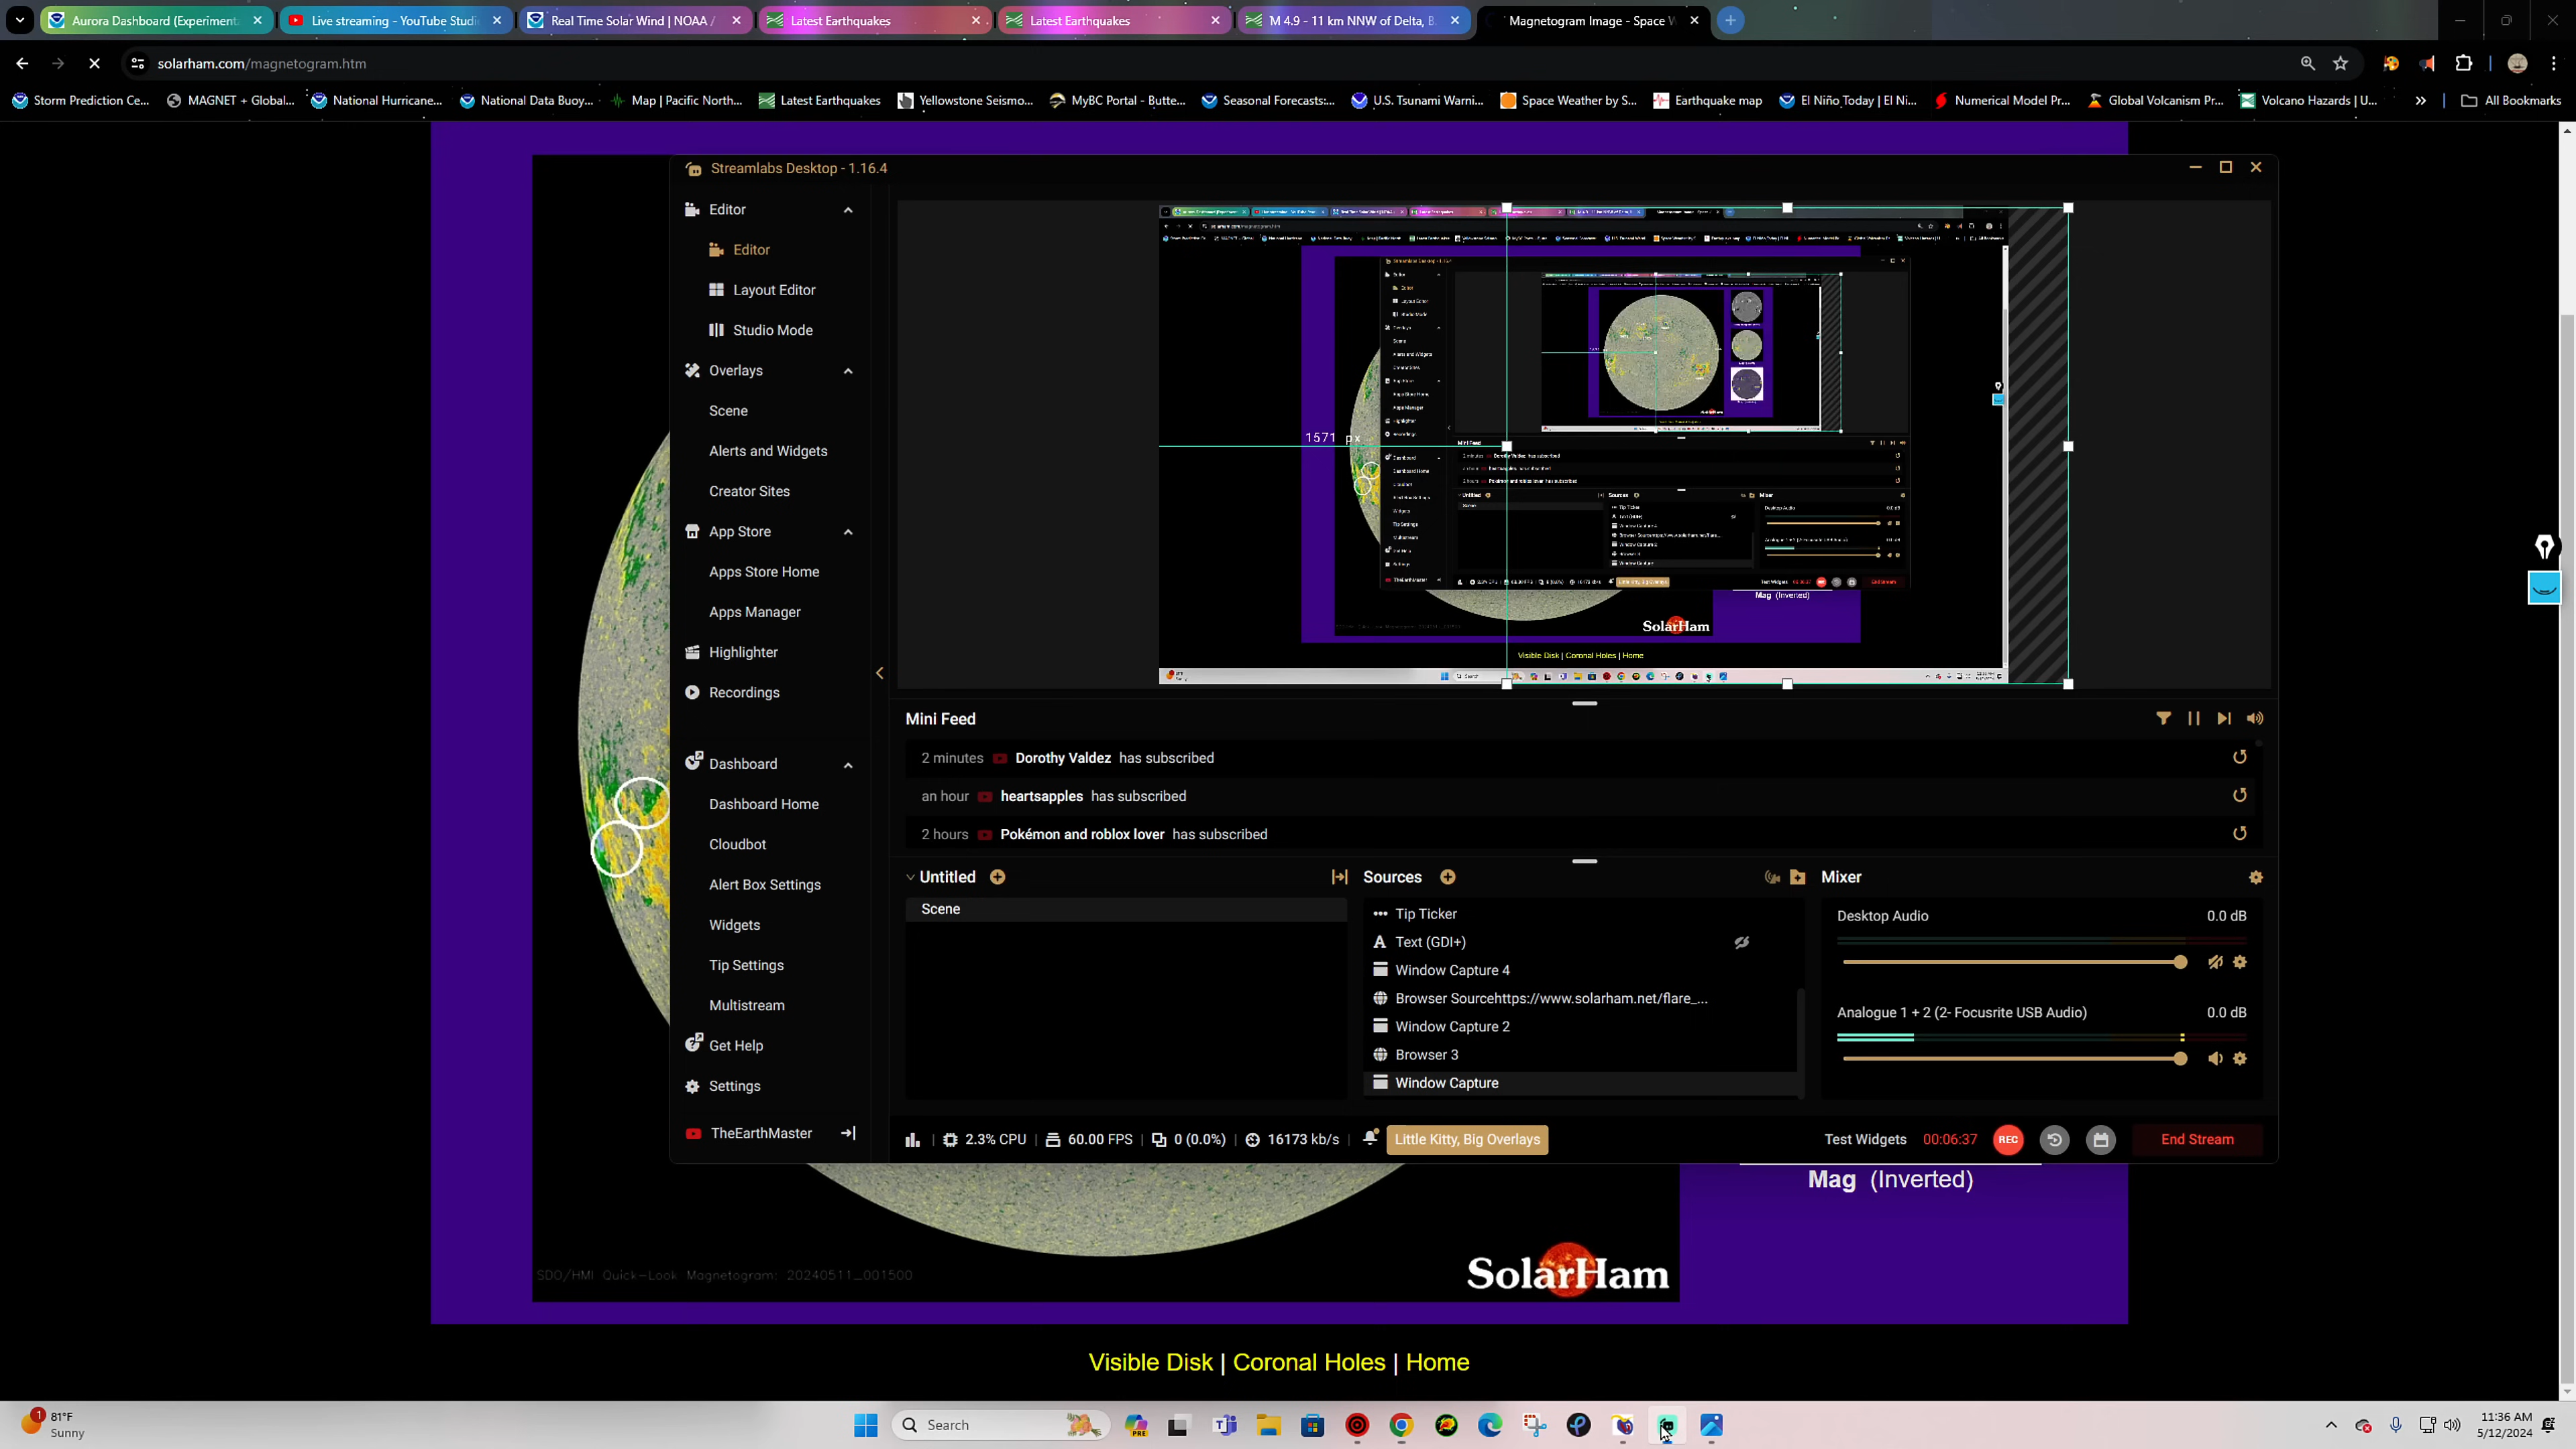 Aurora Dashboard (Experiment
Live streaming - YouTube Studi
Real Time Solar Wind | NOAA /
Latest Earthquakes
Latest Earthquakes
M 4.9 - 11 km NNW of Delta, B.
Magnetogram Image - Space W
solarham.com/magnetogram.htm
Storm Prediction Ce...
MAGNET + Global...
National Hurricane...
National Data Buoy...
Map | Pacific North...
Latest Earthquakes
Yellowstone Seismo...
MyBC Portal - Butte...
Seasonal Forecasts:...
U.S. Tsunami Warni...
Space Weather by S...
Earthquake map
El Niño Today | El Ni...
Numerical Model Pr...
Global Volcanism Pr...
Volcano Hazards | U...
All Bookmarks
Streamlabs Desktop - 1.16.4
Editor
Editor
Layout Editor
Studio Mode
Overlays
Scene
Alerts and Widgets
Creator Sites
App Store
Apps Store Home
Apps Manager
Highlighter
Recordings
Dashboard
Dashboard Home
Cloudbot
Alert Box Settings
Widgets
Tip Settings
Multistream
Get Help
Settings
TheEarthMaster
1571 px
Mag (Inverted)
SolarHam
Visible Disk | Coronal Holes | Home
Mini Feed
2 minutes Dorothy Valdez has subscribed
an hour heartsapples has subscribed
2 hours Pokémon and roblox lover has subscribed
Untitled
Scene
Sources
Tip Ticker
Text (GDI+)
Window Capture 4
Browser Sourcehttps://www.solarham.net/flare_...
Window Capture 2
Browser 3
Window Capture
Mixer
Desktop Audio 0.0 dB
Analogue 1 + 2 (2- Focusrite USB Audio) 0.0 dB
2.3% CPU
60.00 FPS
0 (0.0%)
16173 kb/s
Little Kitty, Big Overlays
Test Widgets
00:06:37
REC
End Stream
Mag (Inverted)
SolarHam
SDO/HMI Quick-Look Magnetogram: 20240511_001500
Visible Disk | Coronal Holes | Home
1
81°F
Sunny
Search
PRE
11:36 AM
5/12/2024